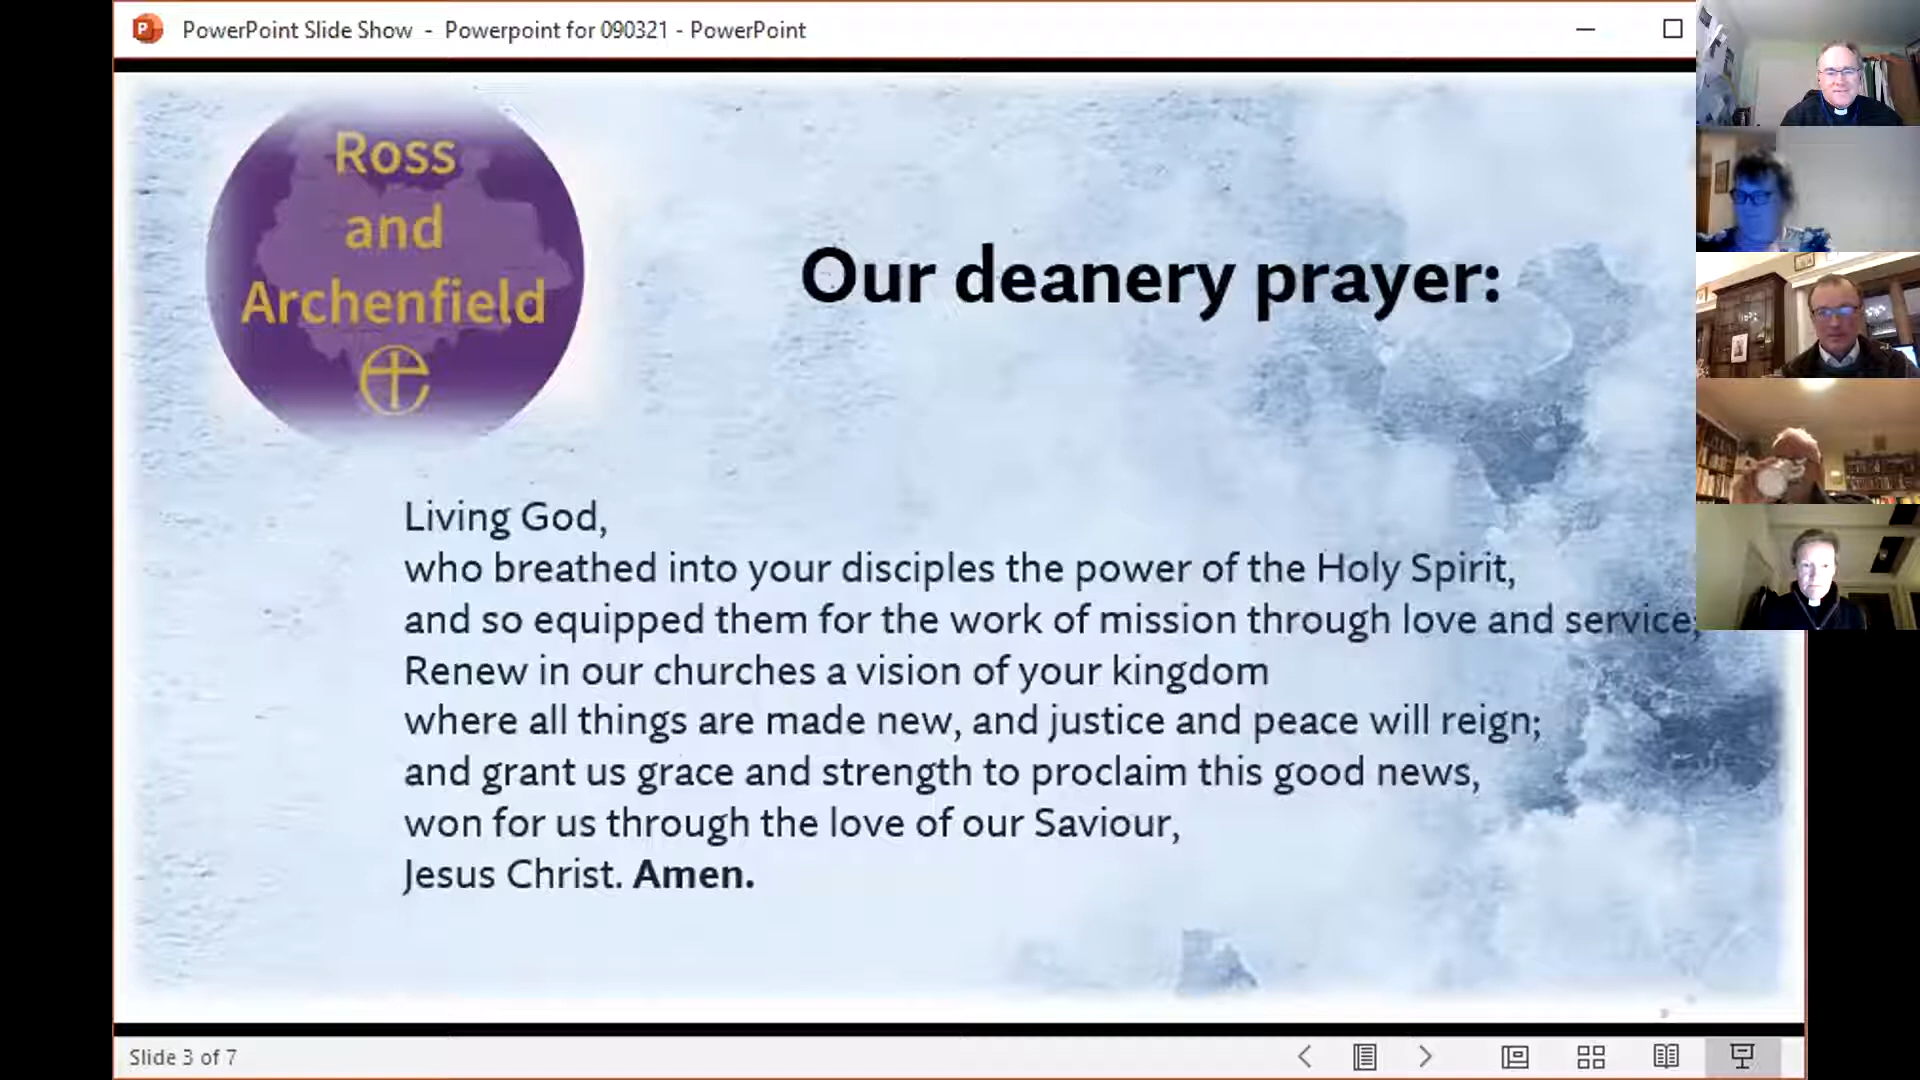 PowerPoint Slide Show - Powerpoint for 090321 - PowerPoint
Ross
and
Archenfield
Our deanery prayer:
Living God,
who breathed into your disciples the power of the Holy Spirit,
and so equipped them for the work of mission through love and service;
Renew in our churches a vision of your kingdom
where all things are made new, and justice and peace will reign;
and grant us grace and strength to proclaim this good news,
won for us through the love of our Saviour,
Jesus Christ. Amen.
Slide 3 of 7